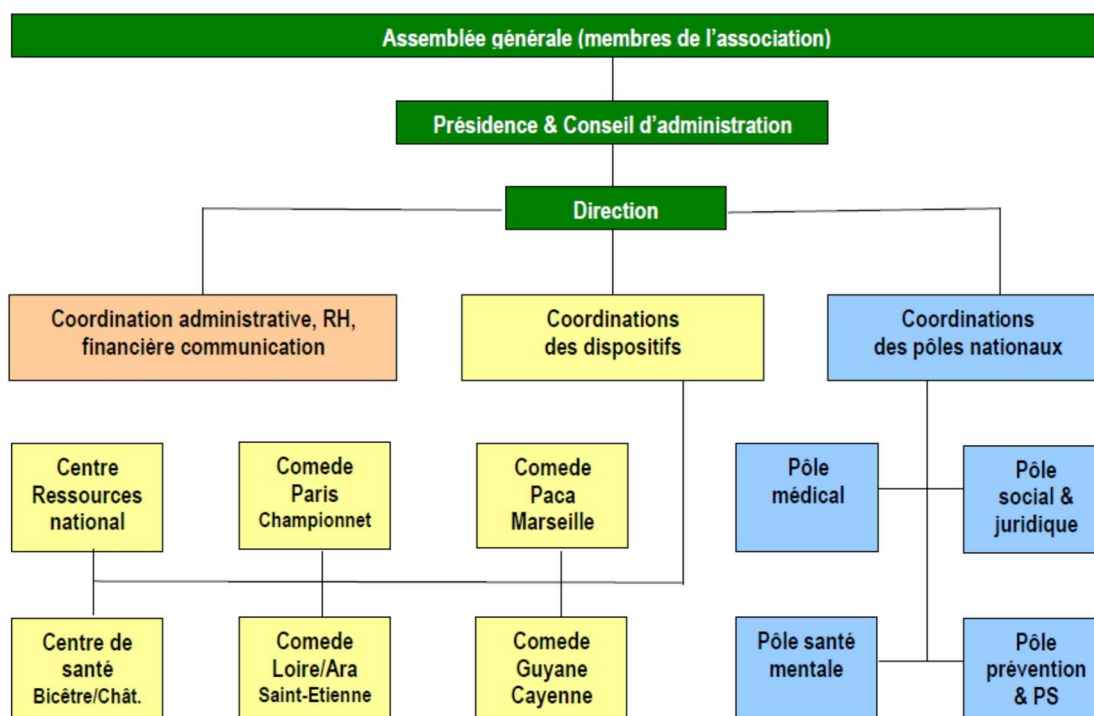 Assemblée générale (membres de l'association)
Présidence & Conseil d'administration
Direction
Coordination administrative, RH,
financière communication
Coordinations
des dispositifs
Coordinations
des pôles nationaux
Centre
Ressources
national
Comede
Paris
Championnet
Comede
Paca
Marseille
Pôle
médical
Pôle
social &
juridique
Centre de
santé
Bicêtre/Chât.
Comede
Loire/Ara
Saint-Etienne
Comede
Guyane
Cayenne
Pôle santé
mentale
Pôle
prévention
& PS